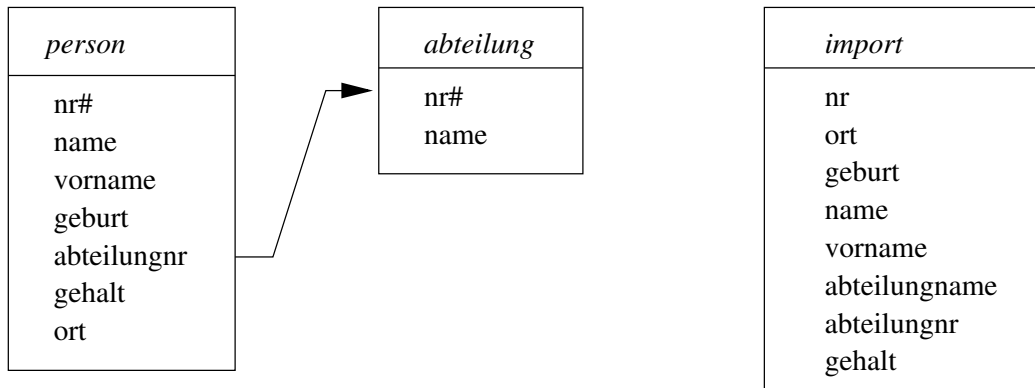 person
nr#
name
vorname
geburt
abteilungnr
gehalt
ort
abteilung
nr#
name
import
nr
ort
geburt
name
vorname
abteilungname
abteilungnr
gehalt